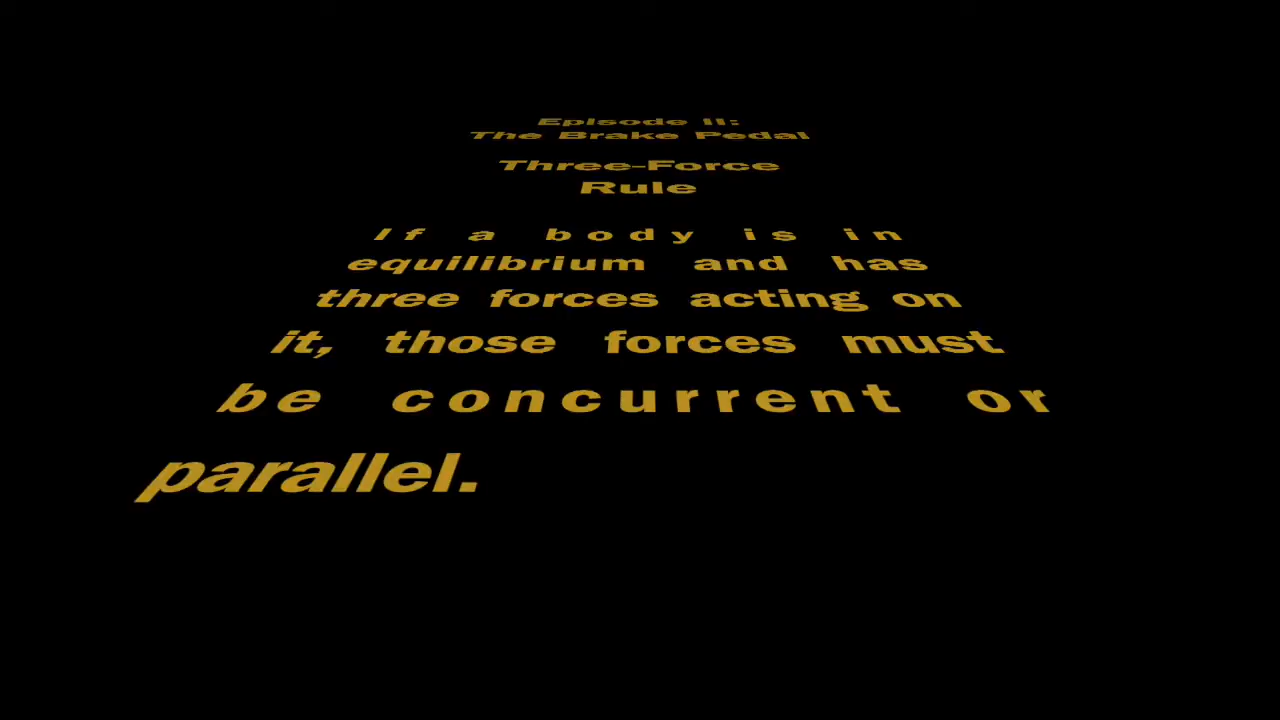 Episode II:
The Brake Pedal
Three-Force
Rule
If a body is in
equilibrium and has
three forces acting on
it, those forces must
be concurrent or
parallel.